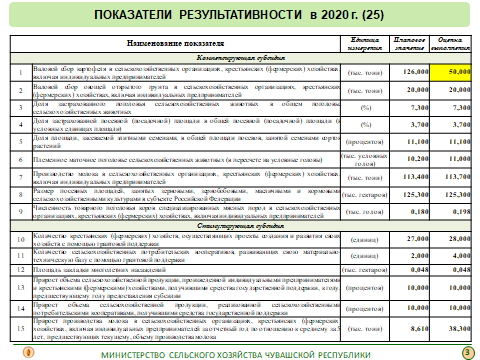 ПОКАЗАТЕЛИ РЕЗУЛЬТАТИВНОСТИ в 2020 г. (25)
Наименование показателя
Единица
измерения
Плановое
значение
Оценка
выполнения
Компенсирующая субсидия
1 Валовой сбор картофеля в сельскохозяйственных организациях, крестьянских (фермерских) хозяйствах,
включая индивидуальных предпринимателей
(тыс. тонн) 126,000 50,000
2 Валовой сбор овощей открытого грунта в сельскохозяйственных организациях, крестьянских
(фермерских) хозяйствах, включая индивидуальных предпринимателей
(тыс. тонн) 20,000 20,000
3 Доля застрахованного поголовья сельскохозяйственных животных в общем поголовье
сельскохозяйственных животных
(%) 7,300 7,300
4 Доля застрахованной посевной (посадочной) площади в общей посевной (посадочной) площади (в
условных единицах площади)
(%) 3,700 3,700
5 Доля площади, засеваемой элитными семенами, в общей площади посевов, занятой семенами сортов
растений
(процентов) 11,100 11,100
6 Племенное маточное поголовье сельскохозяйственных животных (в пересчете на условные головы)
(тыс. условных
голов)
10,200 11,000
7 Производство молока в сельскохозяйственных организациях, крестьянских (фермерских) хозяйствах,
включая индивидуальных предпринимателей
(тыс. тонн) 113,400 113,700
8 Размер посевных площадей, занятых зерновыми, зернобобовыми, масличными и кормовыми
сельскохозяйственными культурами в субъекте Российской Федерации
(тыс. гектаров) 125,300 125,300
9 Численность товарного поголовья коров специализированных мясных пород в сельскохозяйственных
организациях, крестьянских (фермерских) хозяйствах, включая индивидуальных предпринимателей
(тыс. голов) 0,180 0,198
Стимулирующая субсидия
10 Количество крестьянских (фермерских) хозяйств, осуществляющих проекты создания и развития своих
хозяйств с помощью грантовой поддержки
(единиц) 27,000 28,000
11 Количество сельскохозяйственных потребительских кооперативов, развивающих свою материально-
техническую базу с помощью грантовой поддержки
(единиц) 2,000 4,000
12 Площадь закладки многолетних насаждений (тыс. гектаров) 0,048 0,048
13 Прирост объема сельскохозяйственной продукции, произведенной индивидуальными предпринимателями
и крестьянскими (фермерскими) хозяйствами, получившими средства государственной поддержки, к году,
предшествующему году предоставления субсидии
(процентов) 10,000 10,000
14 Прирост объема сельскохозяйственной продукции, реализованной сельскохозяйственными
потребительскими кооперативами, получившими средства государственной поддержки
(процентов) 10,000 10,000
15 Прирост производства молока в сельскохозяйственных организациях, крестьянских (фермерских)
хозяйствах, включая индивидуальных предпринимателей за отчетный год по отношению к среднему за 5
лет, предшествующих текущему, объему производства молока
(тыс. тонн) 8,610 38,300
МИНИСТЕРСТВО СЕЛЬСКОГО ХОЗЯЙСТВА ЧУВАШСКОЙ РЕСПУБЛИКИ
3